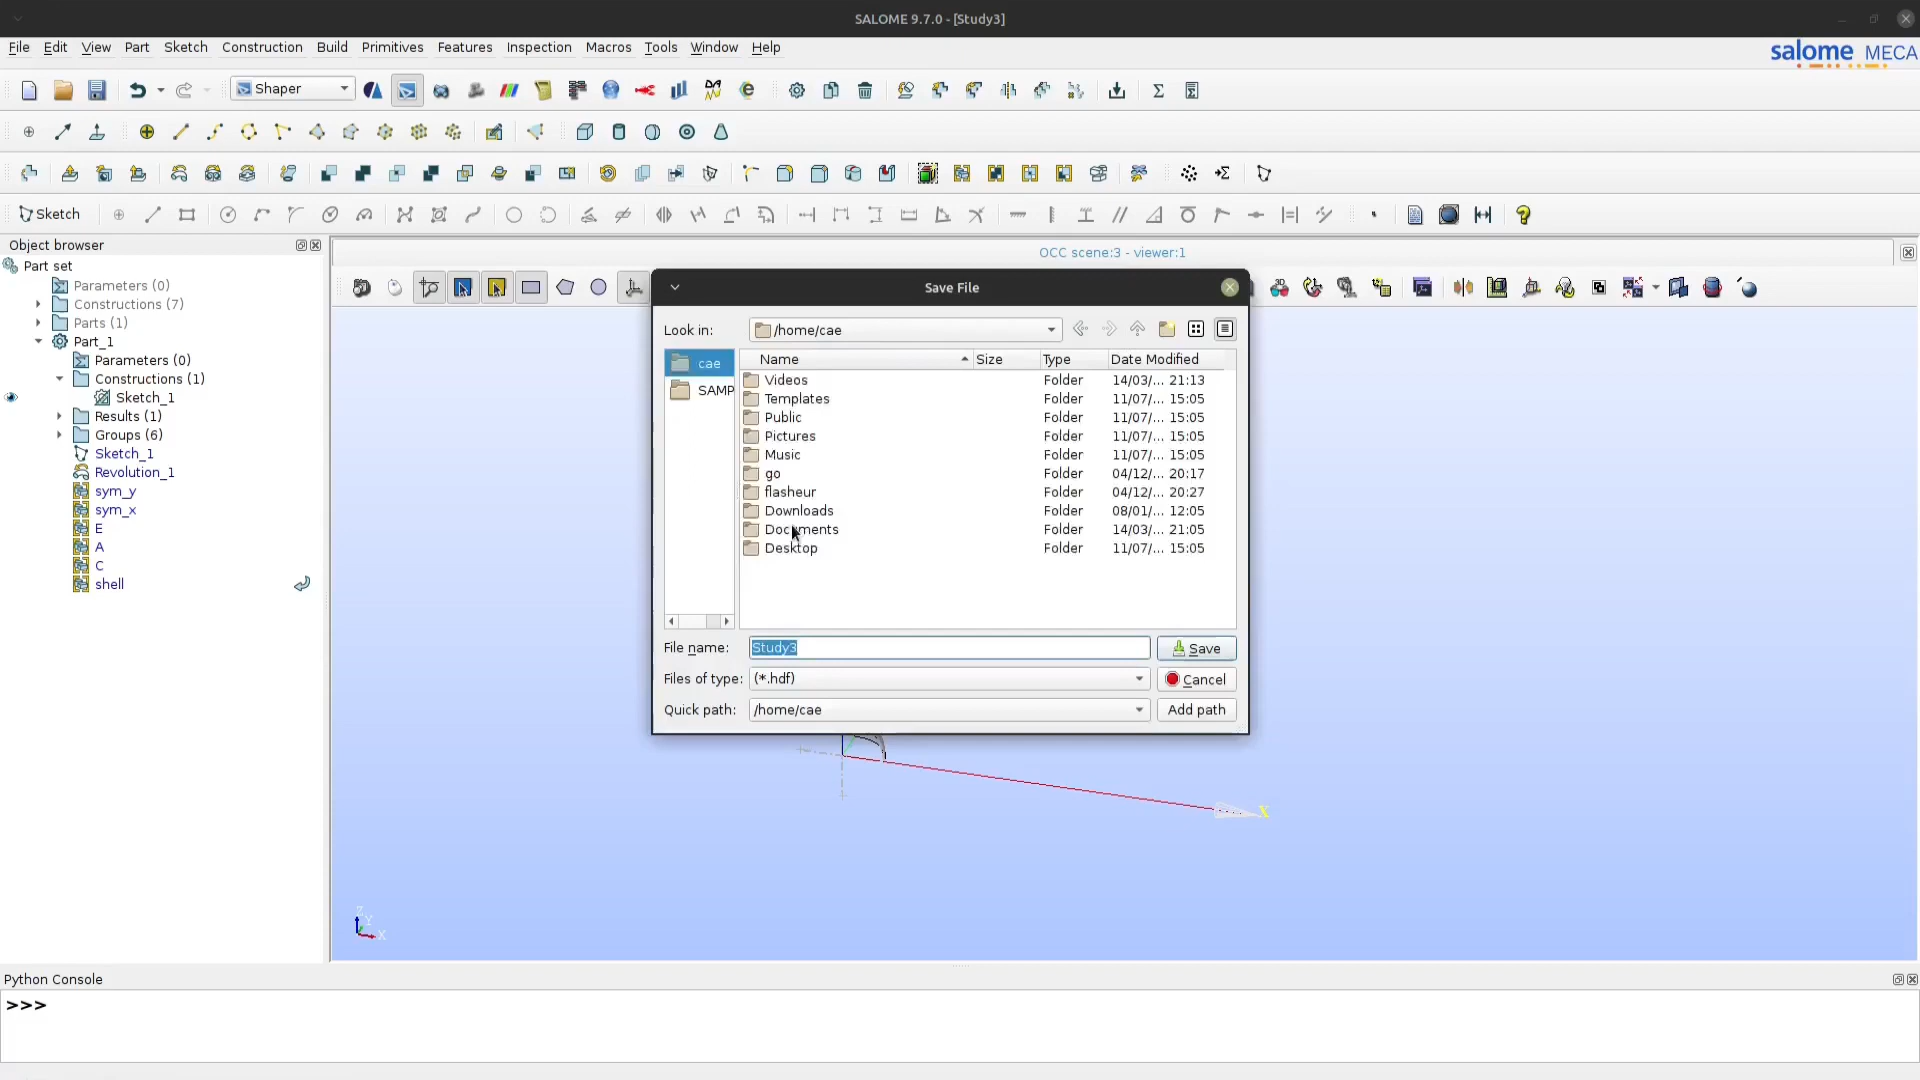 SALOME 9.7.0 - [Study3]
File Edit View Part Sketch Construction Build Primitives Features Inspection Macros Tools Window Help
salome MECA
Shaper
Sketch
Object browser
OCC scene:3 - viewer:1
Part set
Parameters (0)
Constructions (7)
Parts (1)
Part_1
Parameters (0)
Constructions (1)
Sketch_1
Results (1)
Groups (6)
Sketch_1
Revolution_1
sym_y
sym_x
E
A
C
shell
Save File
Look in: /home/cae
cae
SAMP
Name Size Type Date Modified
Videos Folder 14/03/... 21:13
Templates Folder 11/07/... 15:05
Public Folder 11/07/... 15:05
Pictures Folder 11/07/... 15:05
Music Folder 11/07/... 15:05
go Folder 04/12/... 20:17
flasheur Folder 04/12/... 20:27
Downloads Folder 08/01/... 12:05
Documents Folder 14/03/... 21:05
Desktop Folder 11/07/... 15:05
File name: Study3 Save
Files of type: (*.hdf) Cancel
Quick path: /home/cae Add path
X
Z
Y
X
Python Console
>>>